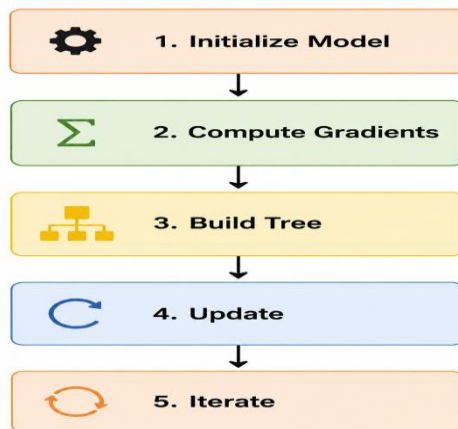 1. Initialize Model
2. Compute Gradients
3. Build Tree
4. Update
5. Iterate